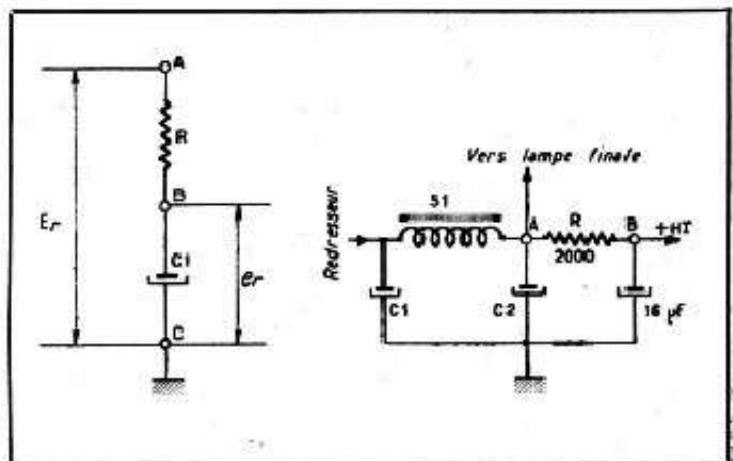 A
R
B
Er
C1
er
C
Vers lampe finale
Redresseur
51
A
R
2000
B
+HT
C1
C2
16 µF